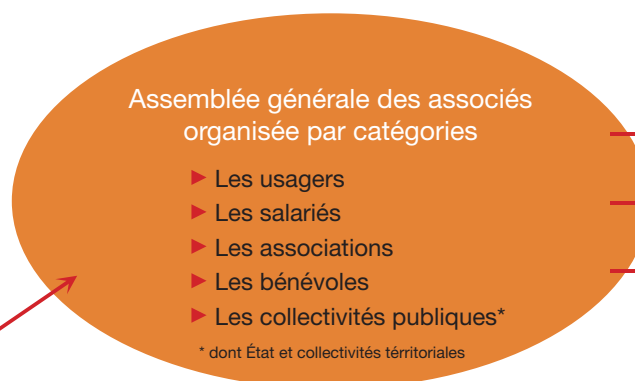 Assemblée générale des associés
organisée par catégories
► Les usagers
► Les salariés
► Les associations
► Les bénévoles
► Les collectivités publiques*
* dont État et collectivités térritoriales